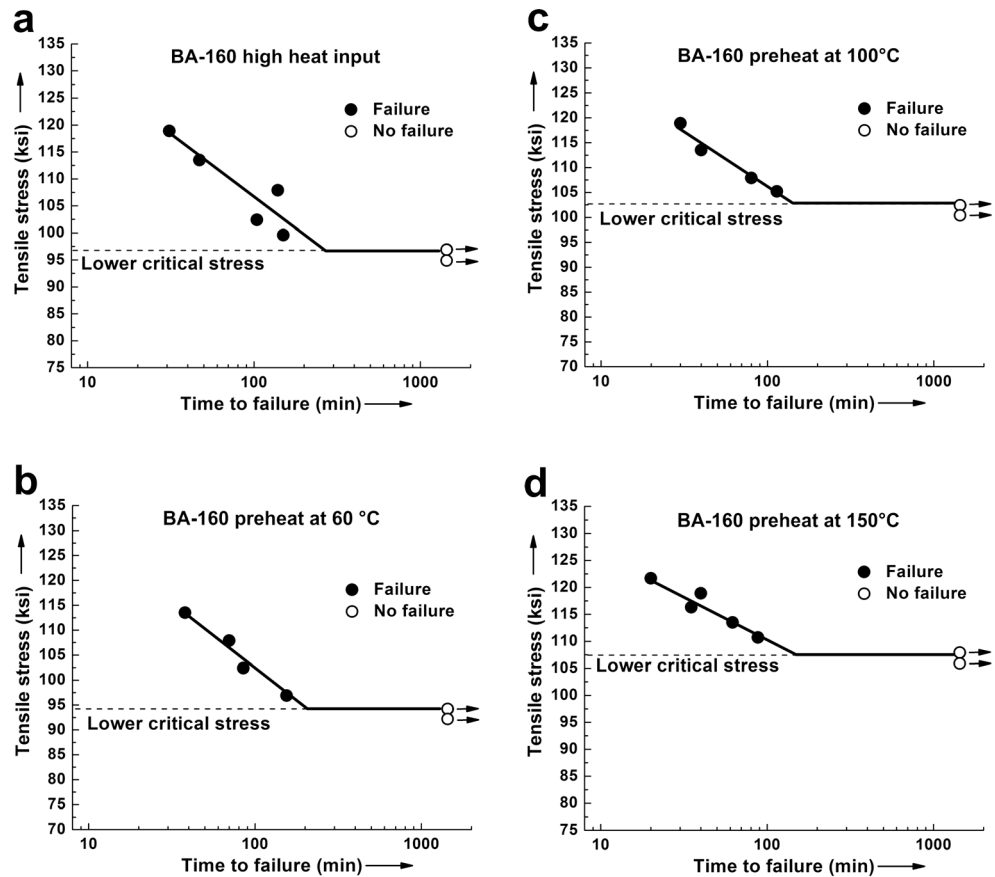 a
BA-160 high heat input
Tensile stress (ksi)
135
130
125
120
115
110
105
100
95
90
85
80
75
Failure
No failure
Lower critical stress
10
100
1000
Time to failure (min)
b
BA-160 preheat at 60 °C
Tensile stress (ksi)
135
130
125
120
115
110
105
100
95
90
85
80
75
70
Failure
No failure
Lower critical stress
10
100
1000
Time to failure (min)
c
BA-160 preheat at 100°C
Tensile stress (ksi)
135
130
125
120
115
110
105
100
95
90
85
80
75
70
Failure
No failure
Lower critical stress
10
100
1000
Time to failure (min)
d
BA-160 preheat at 150°C
Tensile stress (ksi)
135
130
125
120
115
110
105
100
95
90
85
80
75
Failure
No failure
Lower critical stress
10
100
1000
Time to failure (min)